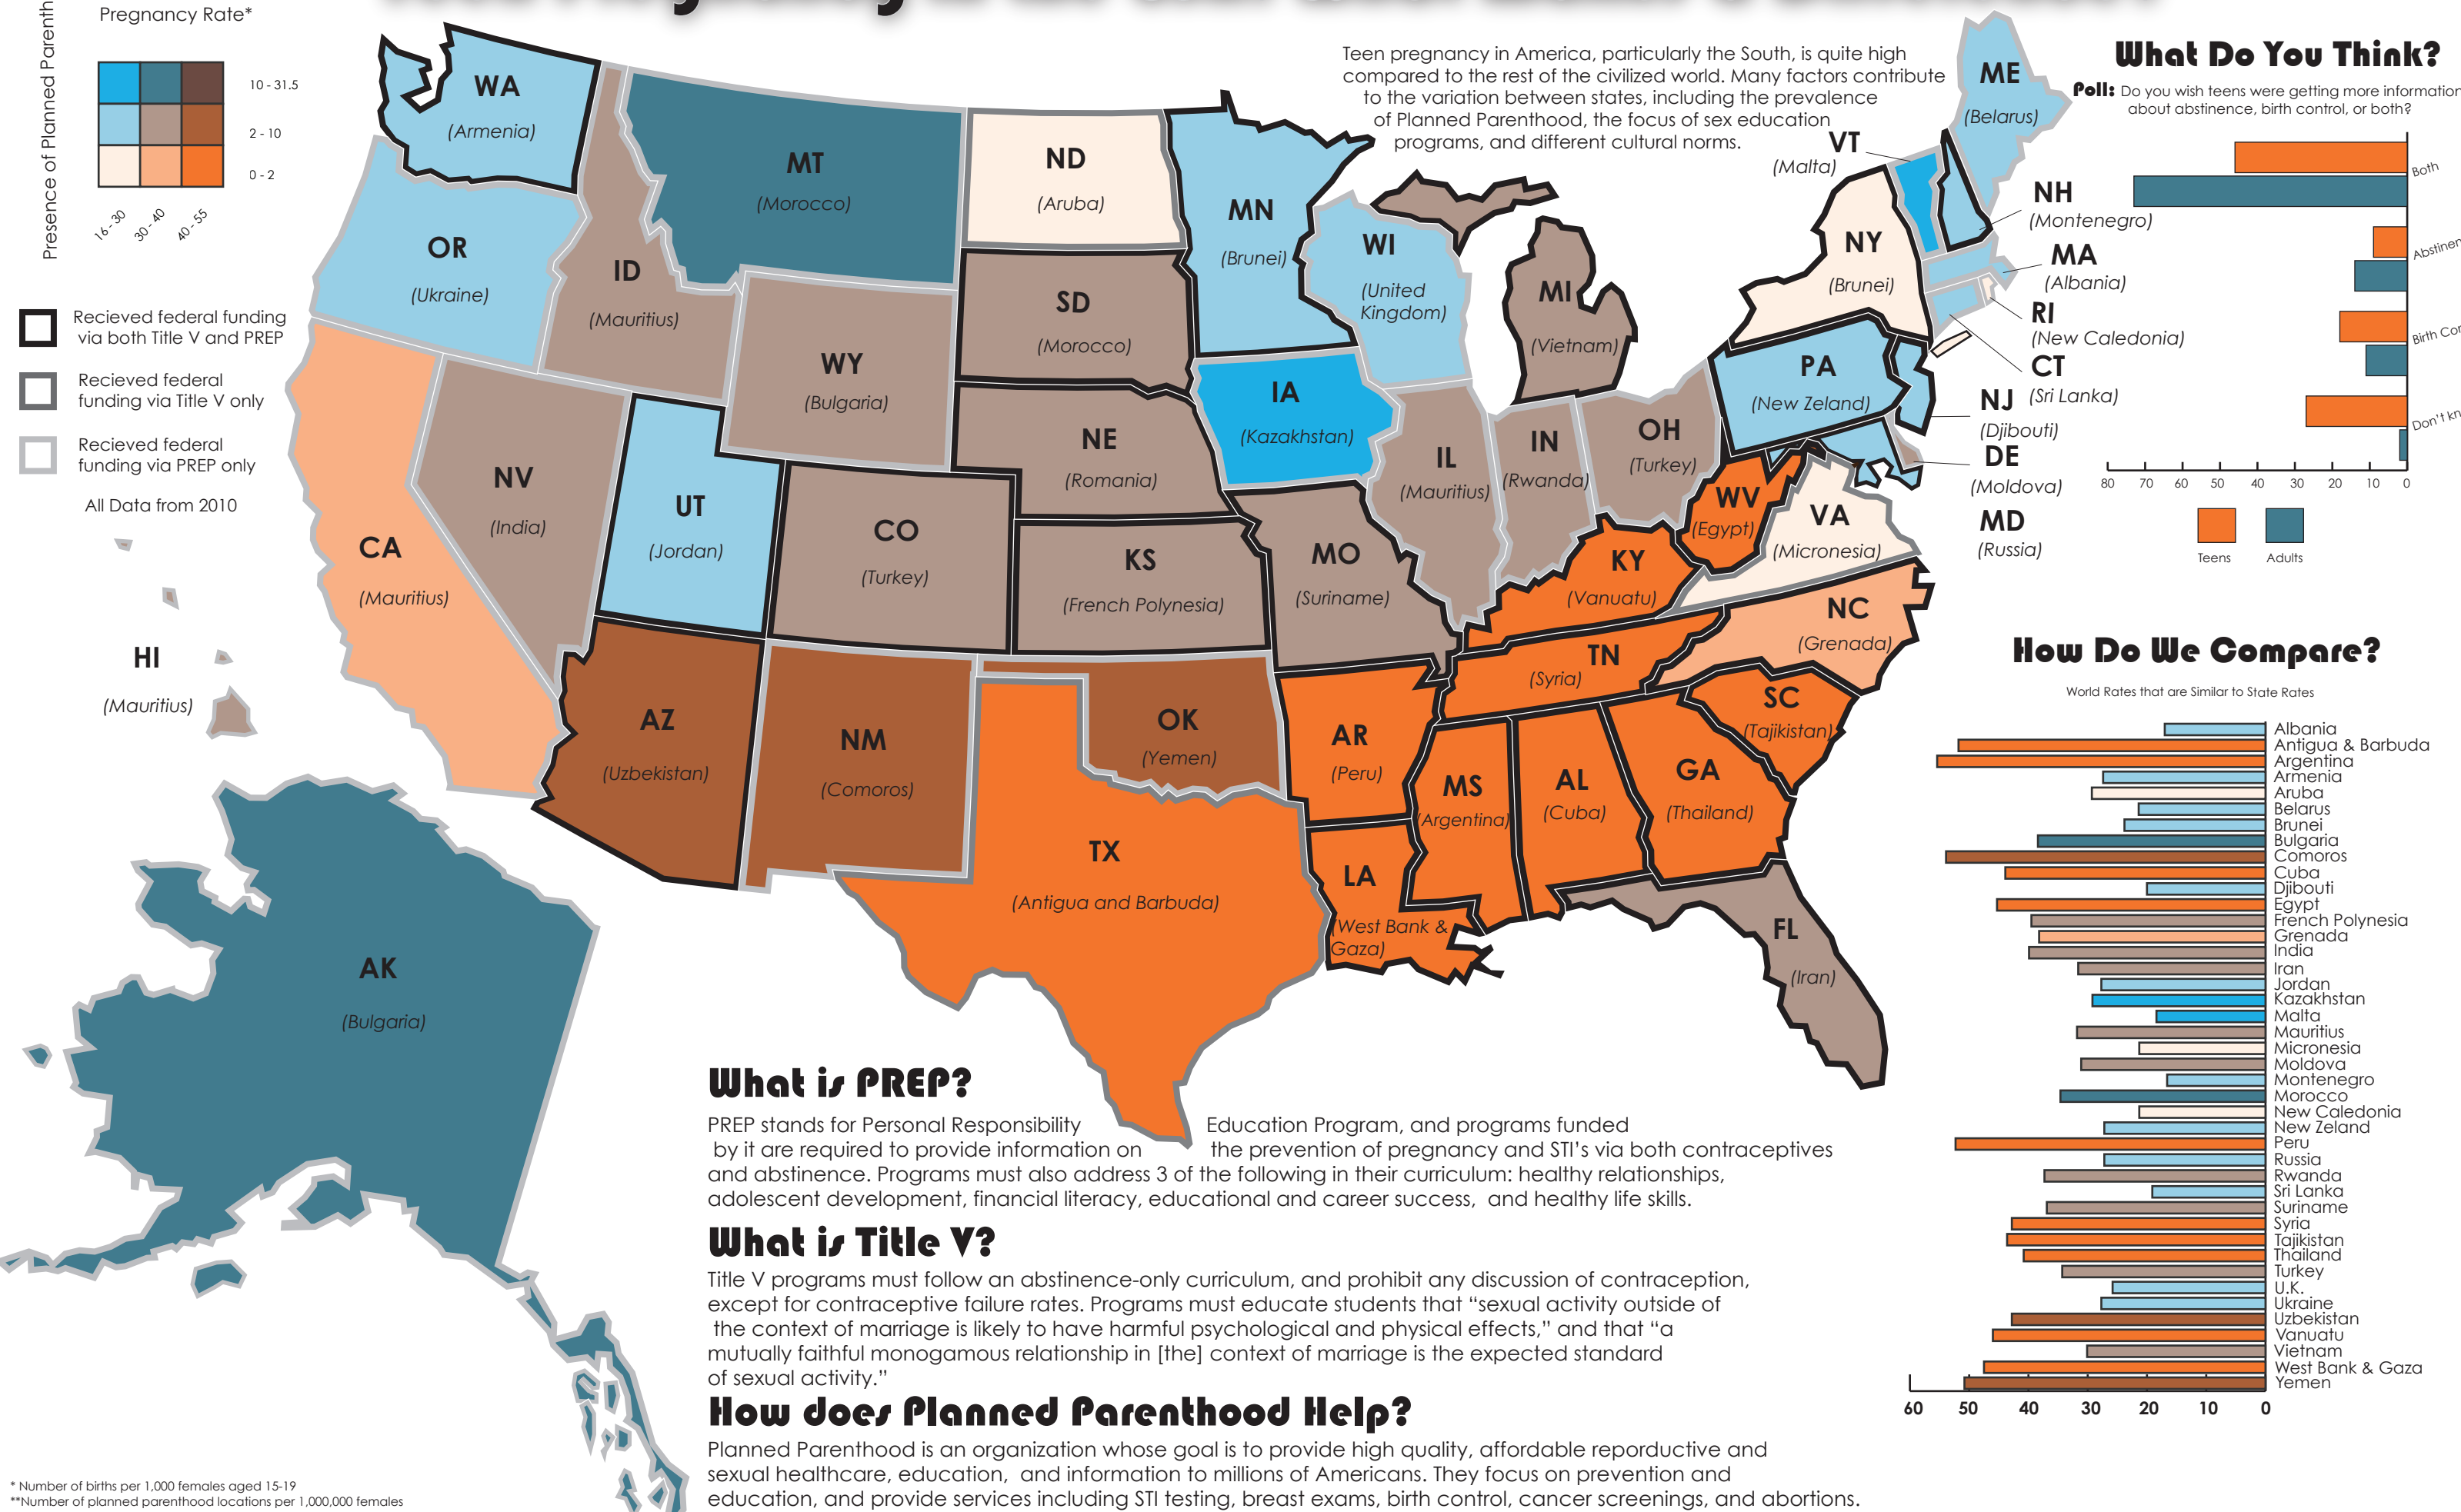 Pregnancy Rate*
Presence of Planned Parenth
10 - 31.5
2 - 10
0 - 2
16 - 30
30 - 40
40 - 55
Recieved federal funding
via both Title V and PREP
Recieved federal
funding via Title V only
Recieved federal
funding via PREP only
All Data from 2010
Teen pregnancy in America, particularly the South, is quite high
compared to the rest of the civilized world. Many factors contribute
to the variation between states, including the prevalence
of Planned Parenthood, the focus of sex education
programs, and different cultural norms.
WA
(Armenia)
OR
(Ukraine)
ID
(Mauritius)
MT
(Morocco)
ND
(Aruba)
MN
(Brunei)
WI
(United
Kingdom)
MI
(Vietnam)
SD
(Morocco)
WY
(Bulgaria)
NE
(Romania)
IA
(Kazakhstan)
IL
(Mauritius)
IN
(Rwanda)
OH
(Turkey)
PA
(New Zeland)
NY
(Brunei)
VT
(Malta)
ME
(Belarus)
NH
(Montenegro)
MA
(Albania)
RI
(New Caledonia)
CT
(Sri Lanka)
NJ
(Djibouti)
DE
(Moldova)
MD
(Russia)
CA
(Mauritius)
NV
(India)
UT
(Jordan)
CO
(Turkey)
KS
(French Polynesia)
MO
(Suriname)
KY
(Vanuatu)
WV
(Egypt)
VA
(Micronesia)
NC
(Grenada)
TN
(Syria)
SC
(Tajikistan)
AZ
(Uzbekistan)
NM
(Comoros)
OK
(Yemen)
AR
(Peru)
MS
(Argentina)
AL
(Cuba)
GA
(Thailand)
TX
(Antigua and Barbuda)
LA
(West Bank &
Gaza)
FL
(Iran)
HI
(Mauritius)
AK
(Bulgaria)
What Do You Think?
Poll: Do you wish teens were getting more information
about abstinence, birth control, or both?
Both
Abstinen
Birth Cor
Don't kn
80 70 60 50 40 30 20 10 0
Teens
Adults
How Do We Compare?
World Rates that are Similar to State Rates
Albania
Antigua & Barbuda
Argentina
Armenia
Aruba
Belarus
Brunei
Bulgaria
Comoros
Cuba
Djibouti
Egypt
French Polynesia
Grenada
India
Iran
Jordan
Kazakhstan
Malta
Mauritius
Micronesia
Moldova
Montenegro
Morocco
New Caledonia
New Zeland
Peru
Russia
Rwanda
Sri Lanka
Suriname
Syria
Tajikistan
Thailand
Turkey
U.K.
Ukraine
Uzbekistan
Vanuatu
Vietnam
West Bank & Gaza
Yemen
60 50 40 30 20 10 0
What is PREP?
PREP stands for Personal Responsibility Education Program, and programs funded
by it are required to provide information on the prevention of pregnancy and STI's via both contraceptives
and abstinence. Programs must also address 3 of the following in their curriculum: healthy relationships,
adolescent development, financial literacy, educational and career success, and healthy life skills.
What is Title V?
Title V programs must follow an abstinence-only curriculum, and prohibit any discussion of contraception,
except for contraceptive failure rates. Programs must educate students that “sexual activity outside of
the context of marriage is likely to have harmful psychological and physical effects,” and that “a
mutually faithful monogamous relationship in [the] context of marriage is the expected standard
of sexual activity.”
How does Planned Parenthood Help?
Planned Parenthood is an organization whose goal is to provide high quality, affordable reporductive and
sexual healthcare, education, and information to millions of Americans. They focus on prevention and
education, and provide services including STI testing, breast exams, birth control, cancer screenings, and abortions.
* Number of births per 1,000 females aged 15-19
**Number of planned parenthood locations per 1,000,000 females